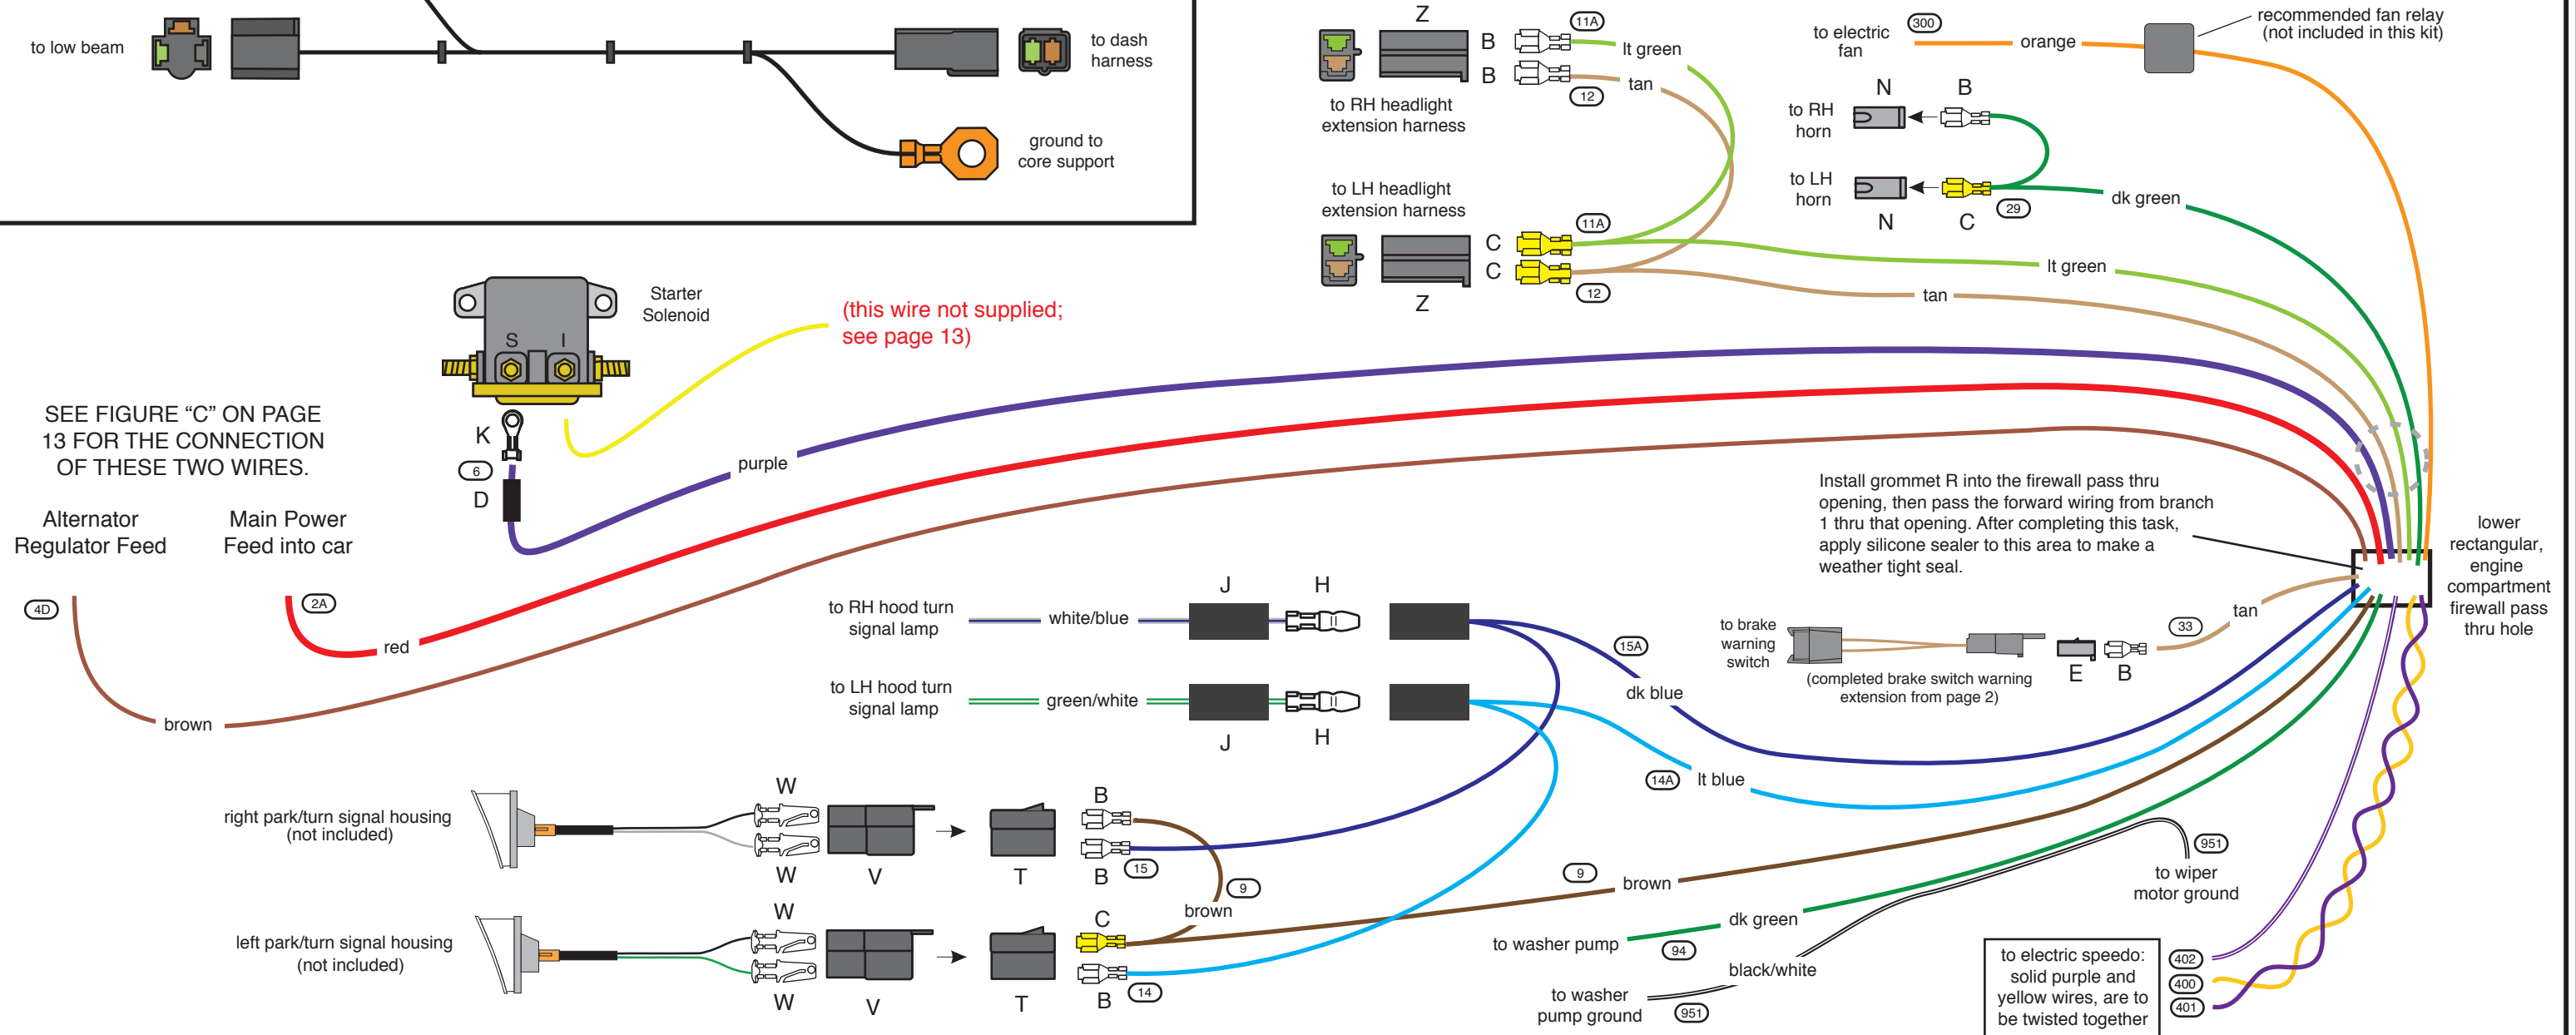 to low beam
to dash
harness
ground to
core support
Z
B
B
11A
lt green
tan
12
to RH headlight
extension harness
to LH headlight
extension harness
C
C
11A
12
Z
lt green
tan
to electric
fan
300
orange
recommended fan relay
(not included in this kit)
N
B
to RH
horn
to LH
horn
N
C
29
dk green
Starter
Solenoid
S
I
(this wire not supplied;
see page 13)
K
6
D
purple
SEE FIGURE “C” ON PAGE
13 FOR THE CONNECTION
OF THESE TWO WIRES.
Alternator
Regulator Feed
Main Power
Feed into car
4D
2A
red
brown
Install grommet R into the firewall pass thru
opening, then pass the forward wiring from branch
1 thru that opening. After completing this task,
apply silicone sealer to this area to make a
weather tight seal.
lower
rectangular,
engine
compartment
firewall pass
thru hole
J
H
to RH hood turn
signal lamp
white/blue
to LH hood turn
signal lamp
green/white
J
H
15A
dk blue
14A
lt blue
to brake
warning
switch
(completed brake switch warning
extension from page 2)
E
B
33
tan
right park/turn signal housing
(not included)
W
W
V
T
B
B
15
9
brown
left park/turn signal housing
(not included)
W
W
V
T
C
B
14
9
brown
to washer pump
94
dk green
black/white
to washer
pump ground
951
951
to wiper
motor ground
to electric speedo:
solid purple and
yellow wires, are to
be twisted together
402
400
401